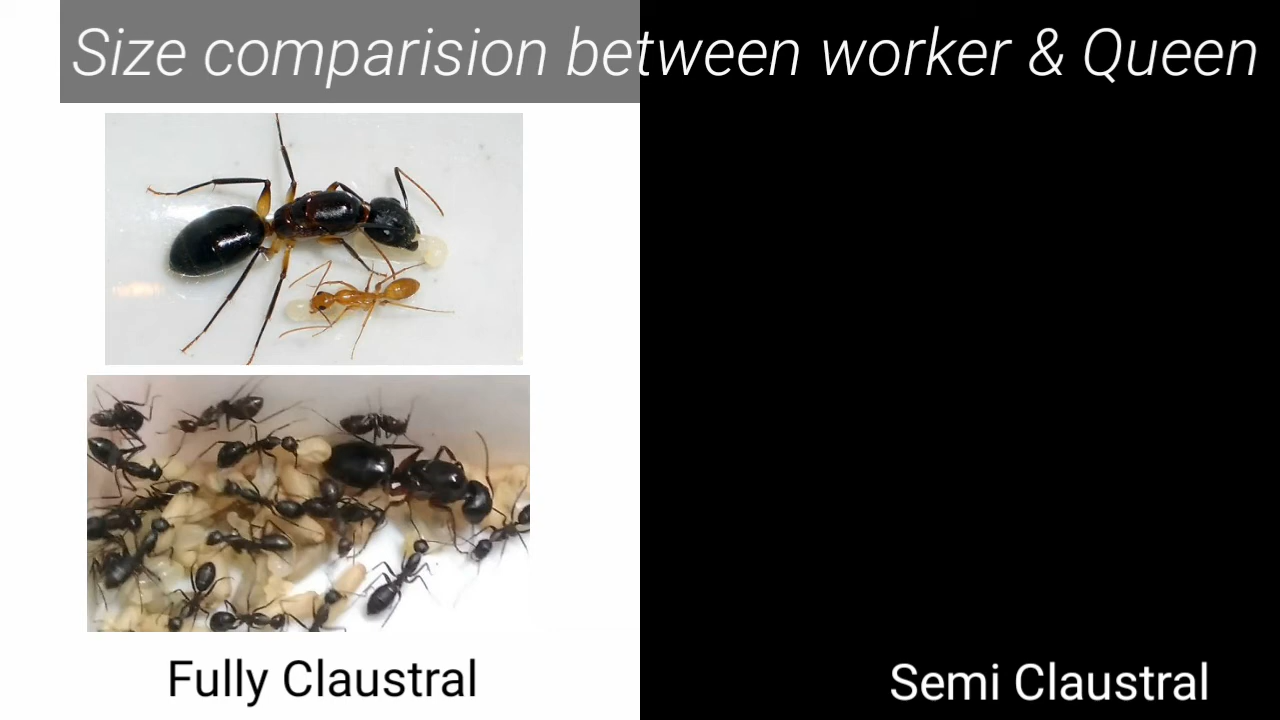 Size comparision between worker & Queen
Fully Claustral
Semi Claustral